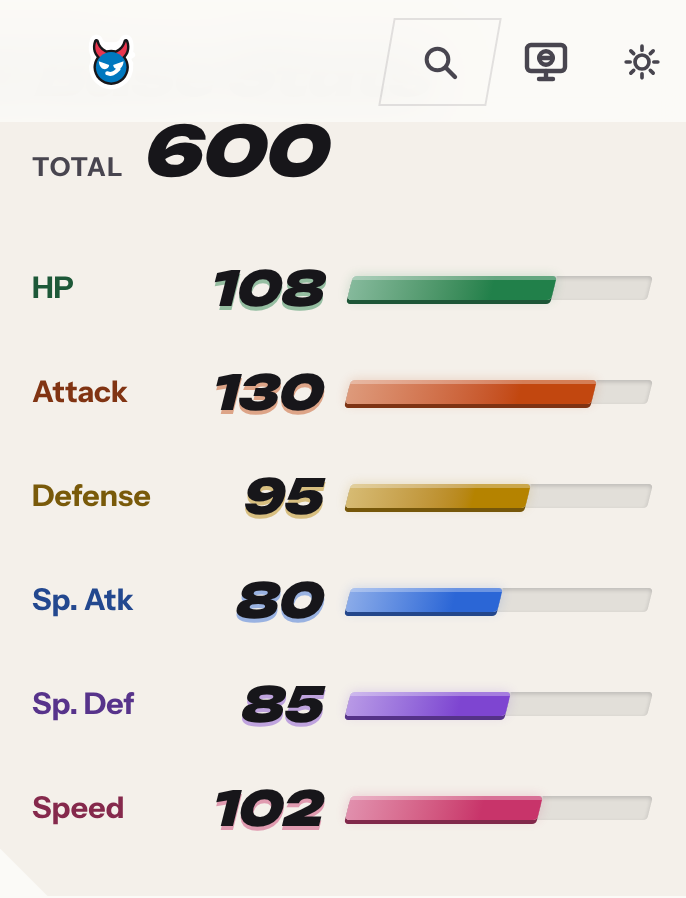 TOTAL 600
HP 108
Attack 130
Defense 95
Sp. Atk 80
Sp. Def 85
Speed 102